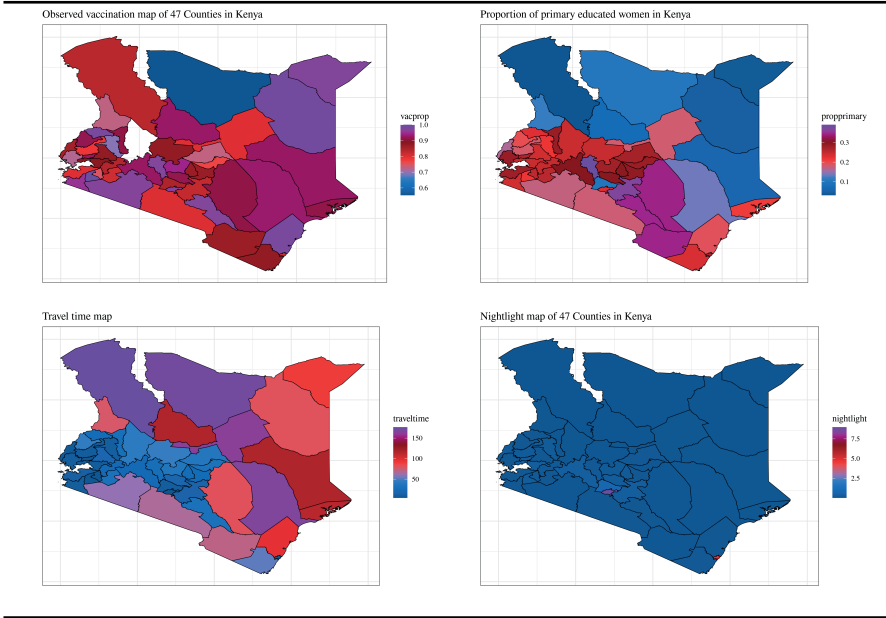 Observed vaccination map of 47 Counties in Kenya
vacprop
1.0
0.9
0.8
0.7
0.6
Proportion of primary educated women in Kenya
propprimary
0.3
0.2
0.1
Travel time map
traveltime
150
100
50
Nightlight map of 47 Counties in Kenya
nightlight
7.5
5.0
2.5